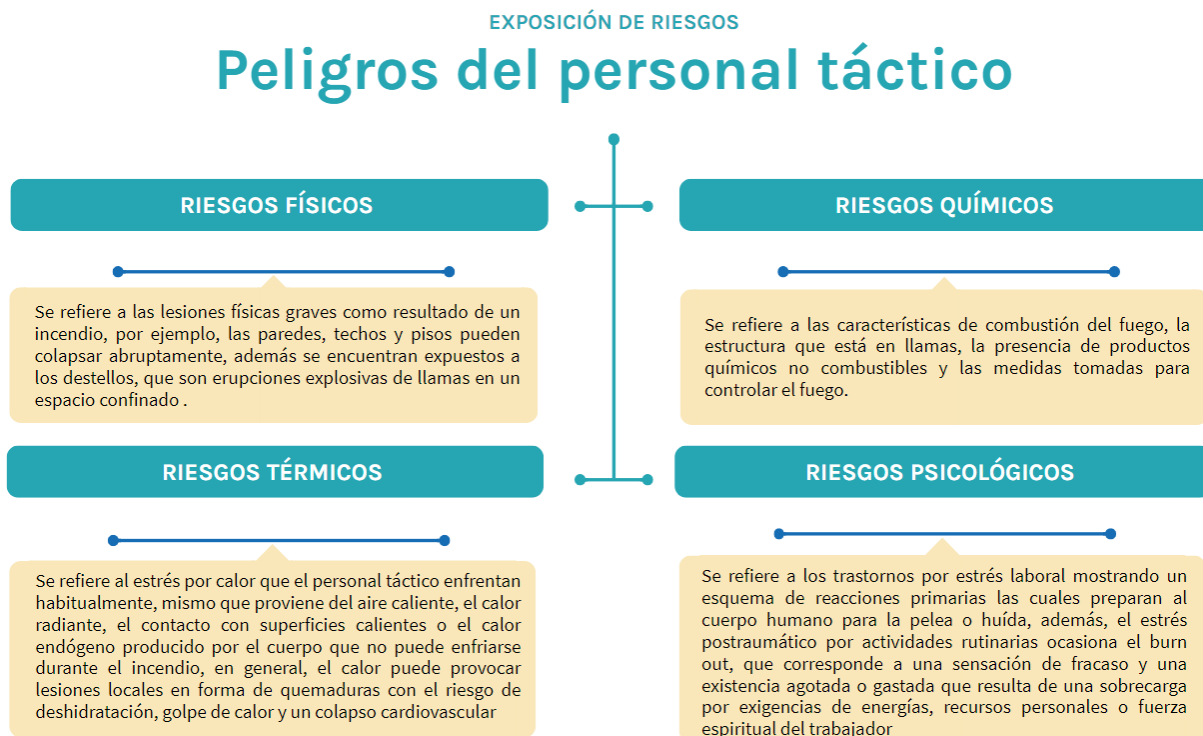 EXPOSICIÓN DE RIESGOS
Peligros del personal táctico
RIESGOS FÍSICOS
Se refiere a las lesiones físicas graves como resultado de un
incendio, por ejemplo, las paredes, techos y pisos pueden
colapsar abruptamente, además se encuentran expuestos a
los destellos, que son erupciones explosivas de llamas en un
espacio confinado .
RIESGOS QUÍMICOS
Se refiere a las características de combustión del fuego, la
estructura que está en llamas, la presencia de productos
químicos no combustibles y las medidas tomadas para
controlar el fuego.
RIESGOS TÉRMICOS
Se refiere al estrés por calor que el personal táctico enfrentan
habitualmente, mismo que proviene del aire caliente, el calor
radiante, el contacto con superficies calientes o el calor
endógeno producido por el cuerpo que no puede enfriarse
durante el incendio, en general, el calor puede provocar
lesiones locales en forma de quemaduras con el riesgo de
deshidratación, golpe de calor y un colapso cardiovascular
RIESGOS PSICOLÓGICOS
Se refiere a los trastornos por estrés laboral mostrando un
esquema de reacciones primarias las cuales preparan al
cuerpo humano para la pelea o huída, además, el estrés
postraumático por actividades rutinarias ocasiona el burn
out, que corresponde a una sensación de fracaso y una
existencia agotada o gastada que resulta de una sobrecarga
por exigencias de energías, recursos personales o fuerza
espiritual del trabajador